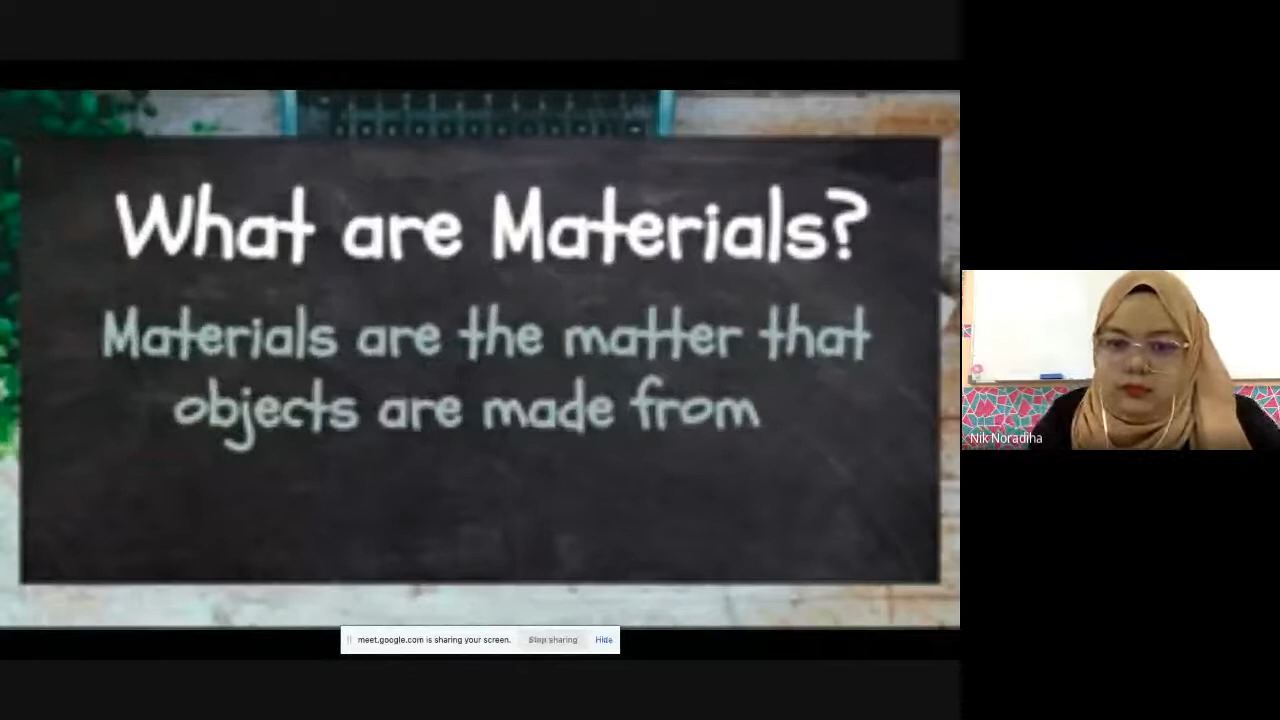 What are Materials?
Materials are the matter that
objects are made from
Nik Noradiha
meet.google.com is sharing your screen. Stop sharing Hide